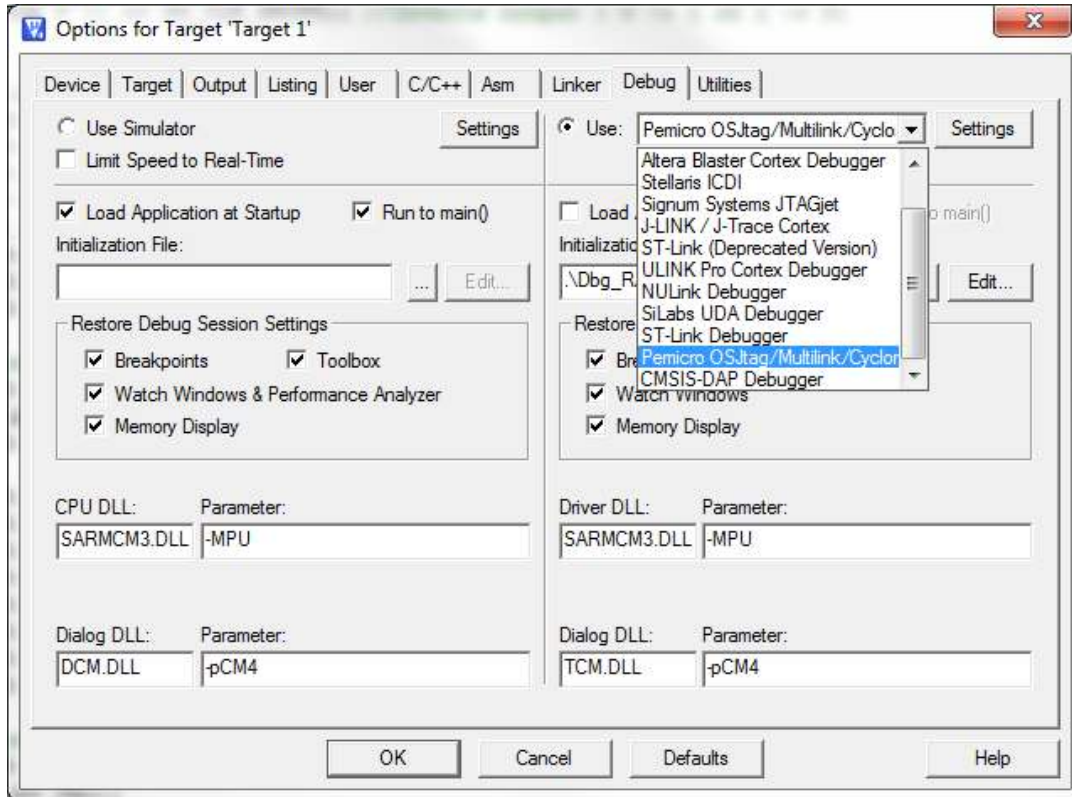 Options for Target 'Target 1'
Device Target Output Listing User C/C++ Asm Linker Debug Utilities
Use Simulator Settings
Limit Speed to Real-Time
Load Application at Startup Run to main()
Initialization File:
... Edit...
Restore Debug Session Settings
Breakpoints Toolbox
Watch Windows & Performance Analyzer
Memory Display
CPU DLL: Parameter:
SARMCM3.DLL -MPU
Dialog DLL: Parameter:
DCM.DLL -pCM4
Use: Pemicro OSJtag/Multilink/Cyclo Settings
Altera Blaster Cortex Debugger
Stellaris ICDI
Signum Systems JTAGjet
J-LINK / J-Trace Cortex
ST-Link (Deprecated Version)
ULINK Pro Cortex Debugger
NULink Debugger
SiLabs UDA Debugger
ST-Link Debugger
Pemicro OSJtag/Multilink/Cyclor
CMSIS-DAP Debugger
Load o main()
Initializatio
.\Dbg_R Edit...
Restore
Br
Watch Windows
Memory Display
Driver DLL: Parameter:
SARMCM3.DLL -MPU
Dialog DLL: Parameter:
TCM.DLL -pCM4
OK Cancel Defaults Help